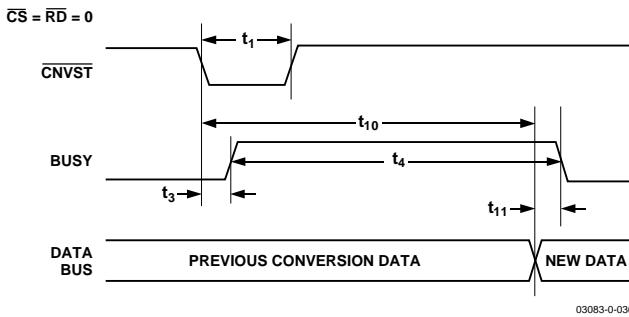 CS = RD = 0
t1
CNVST
t10
BUSY
t4
t3
t11
DATA
BUS
PREVIOUS CONVERSION DATA
NEW DATA